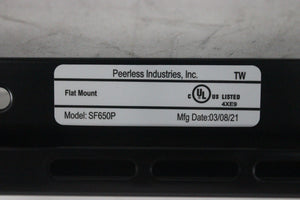 Peerless Industries, Inc. TW
Flat Mount
C UL US LISTED
4XE9
Model: SF650P Mfg Date:03/08/21